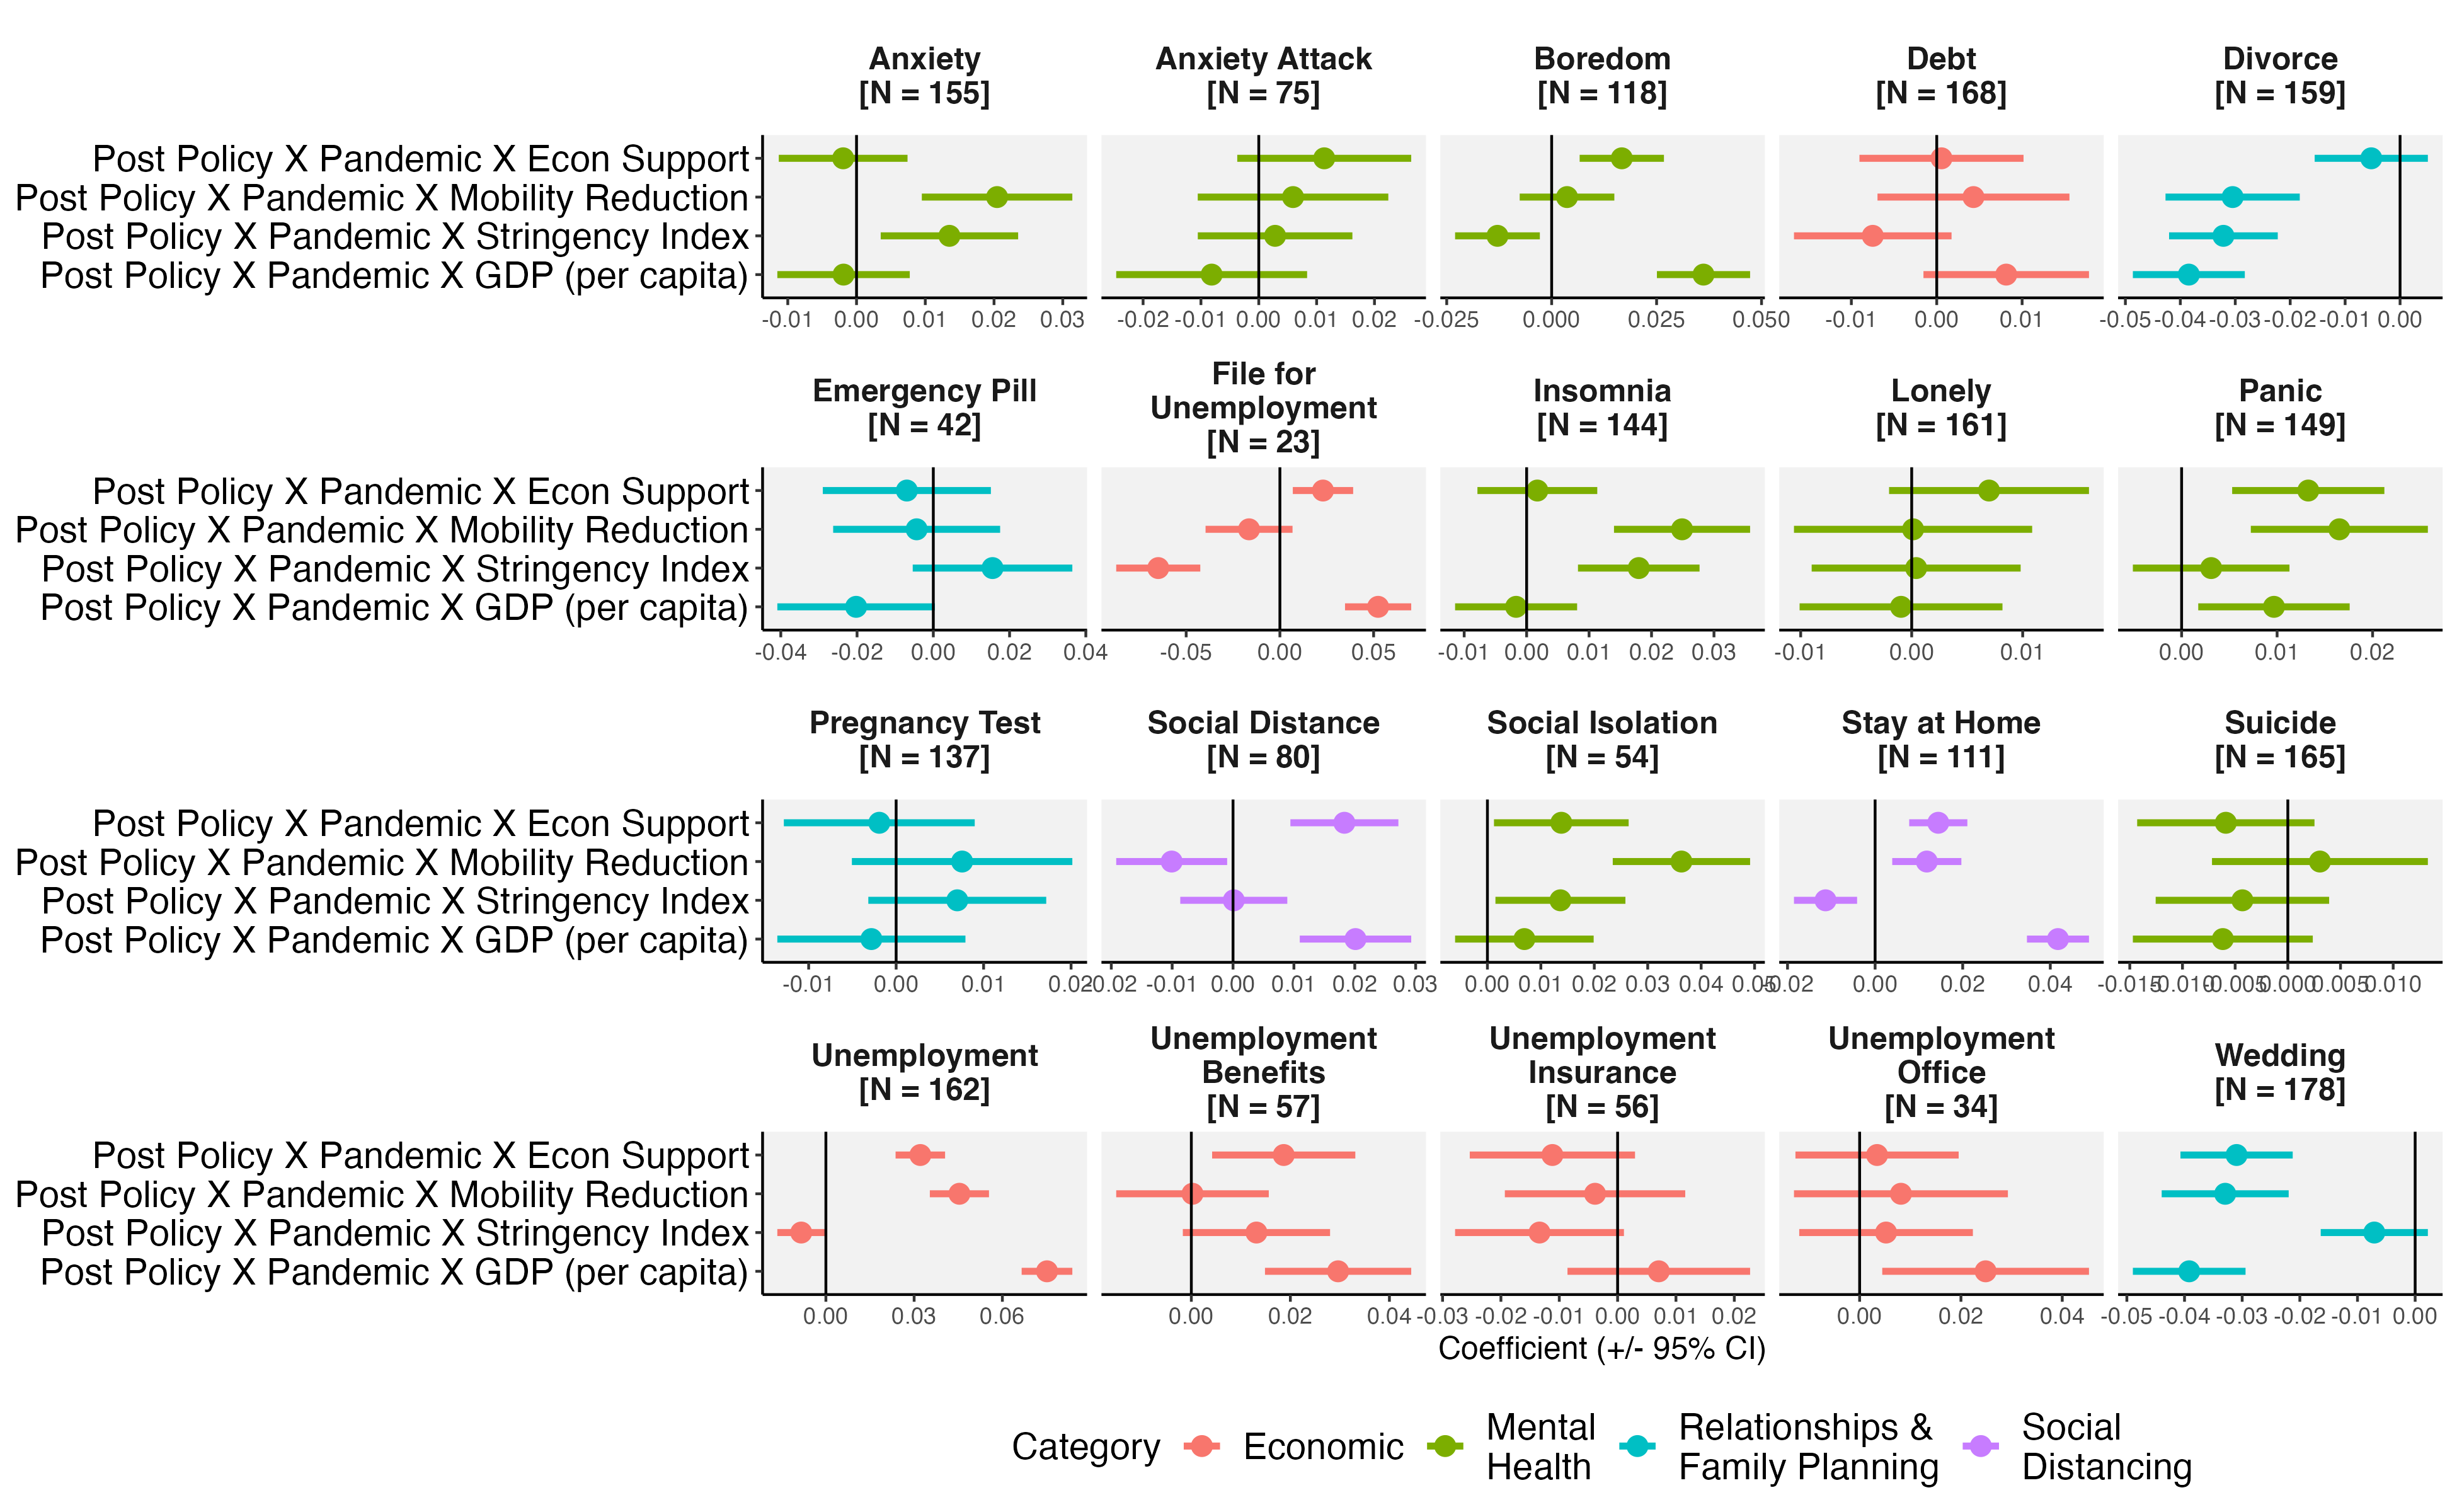 Anxiety
[N = 155]
Anxiety Attack
[N = 75]
Boredom
[N = 118]
Debt
[N = 168]
Divorce
[N = 159]
Post Policy X Pandemic X Econ Support
Post Policy X Pandemic X Mobility Reduction
Post Policy X Pandemic X Stringency Index
Post Policy X Pandemic X GDP (per capita)
-0.01 0.00 0.01 0.02 0.03
-0.02 -0.01 0.00 0.01 0.02
-0.025 0.000 0.025 0.050
-0.01 0.00 0.01
-0.05 -0.04 -0.03 -0.02 -0.01 0.00
Emergency Pill
[N = 42]
File for
Unemployment
[N = 23]
Insomnia
[N = 144]
Lonely
[N = 161]
Panic
[N = 149]
Post Policy X Pandemic X Econ Support
Post Policy X Pandemic X Mobility Reduction
Post Policy X Pandemic X Stringency Index
Post Policy X Pandemic X GDP (per capita)
-0.04 -0.02 0.00 0.02 0.04
-0.05 0.00 0.05
-0.01 0.00 0.01 0.02 0.03
-0.01 0.00 0.01
0.00 0.01 0.02
Pregnancy Test
[N = 137]
Social Distance
[N = 80]
Social Isolation
[N = 54]
Stay at Home
[N = 111]
Suicide
[N = 165]
Post Policy X Pandemic X Econ Support
Post Policy X Pandemic X Mobility Reduction
Post Policy X Pandemic X Stringency Index
Post Policy X Pandemic X GDP (per capita)
-0.01 0.00 0.01 0.02
-0.02 -0.01 0.00 0.01 0.02 0.03
0.00 0.01 0.02 0.03 0.04 0.05
-0.02 0.00 0.02 0.04
-0.015 -0.010 -0.005 0.000 0.005 0.010
Unemployment
[N = 162]
Unemployment
Benefits
[N = 57]
Unemployment
Insurance
[N = 56]
Unemployment
Office
[N = 34]
Wedding
[N = 178]
Post Policy X Pandemic X Econ Support
Post Policy X Pandemic X Mobility Reduction
Post Policy X Pandemic X Stringency Index
Post Policy X Pandemic X GDP (per capita)
0.00 0.03 0.06
0.00 0.02 0.04
-0.03 -0.02 -0.01 0.00 0.01 0.02
0.00 0.02 0.04
-0.05 -0.04 -0.03 -0.02 -0.01 0.00
Coefficient (+/- 95% CI)
Category
Economic
Mental
Health
Relationships &
Family Planning
Social
Distancing